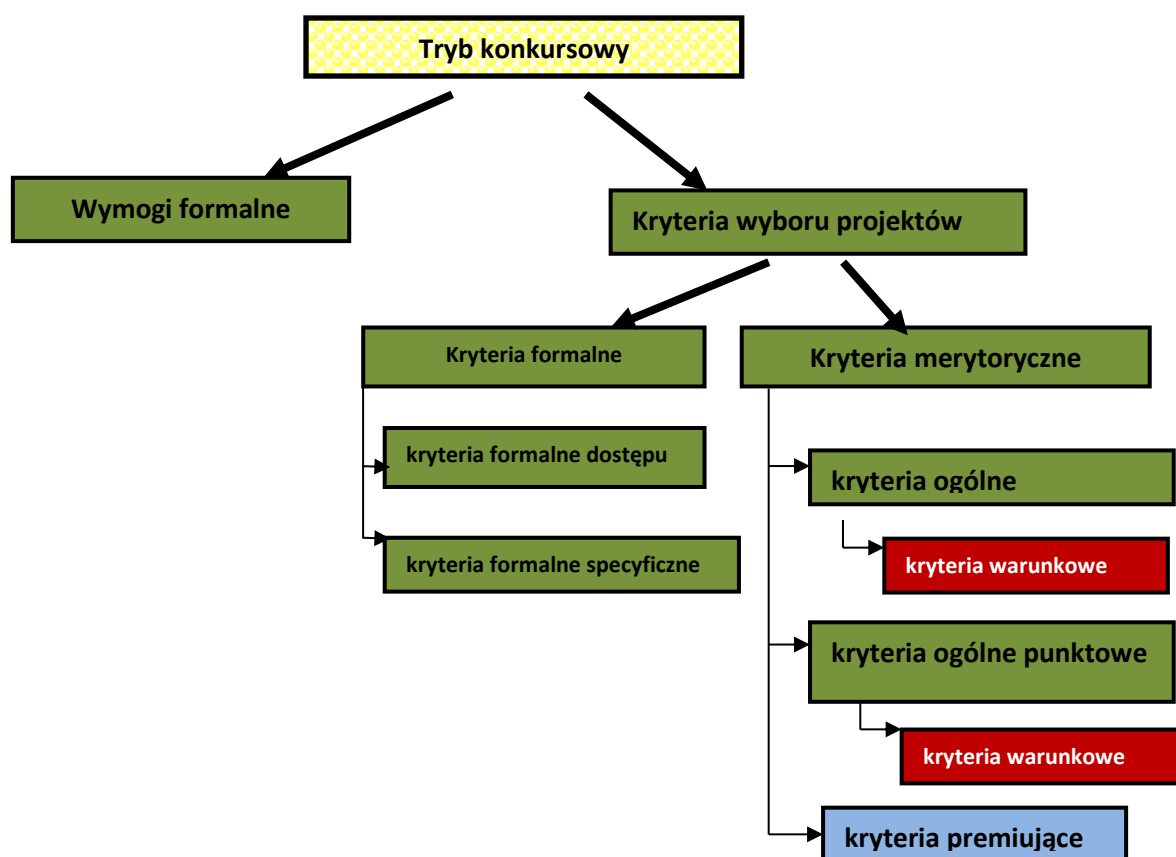 Tryb konkursowy
Wymogi formalne
Kryteria wyboru projektów
Kryteria formalne
Kryteria merytoryczne
kryteria formalne dostępu
kryteria ogólne
kryteria formalne specyficzne
kryteria warunkowe
kryteria ogólne punktowe
kryteria warunkowe
kryteria premiujące